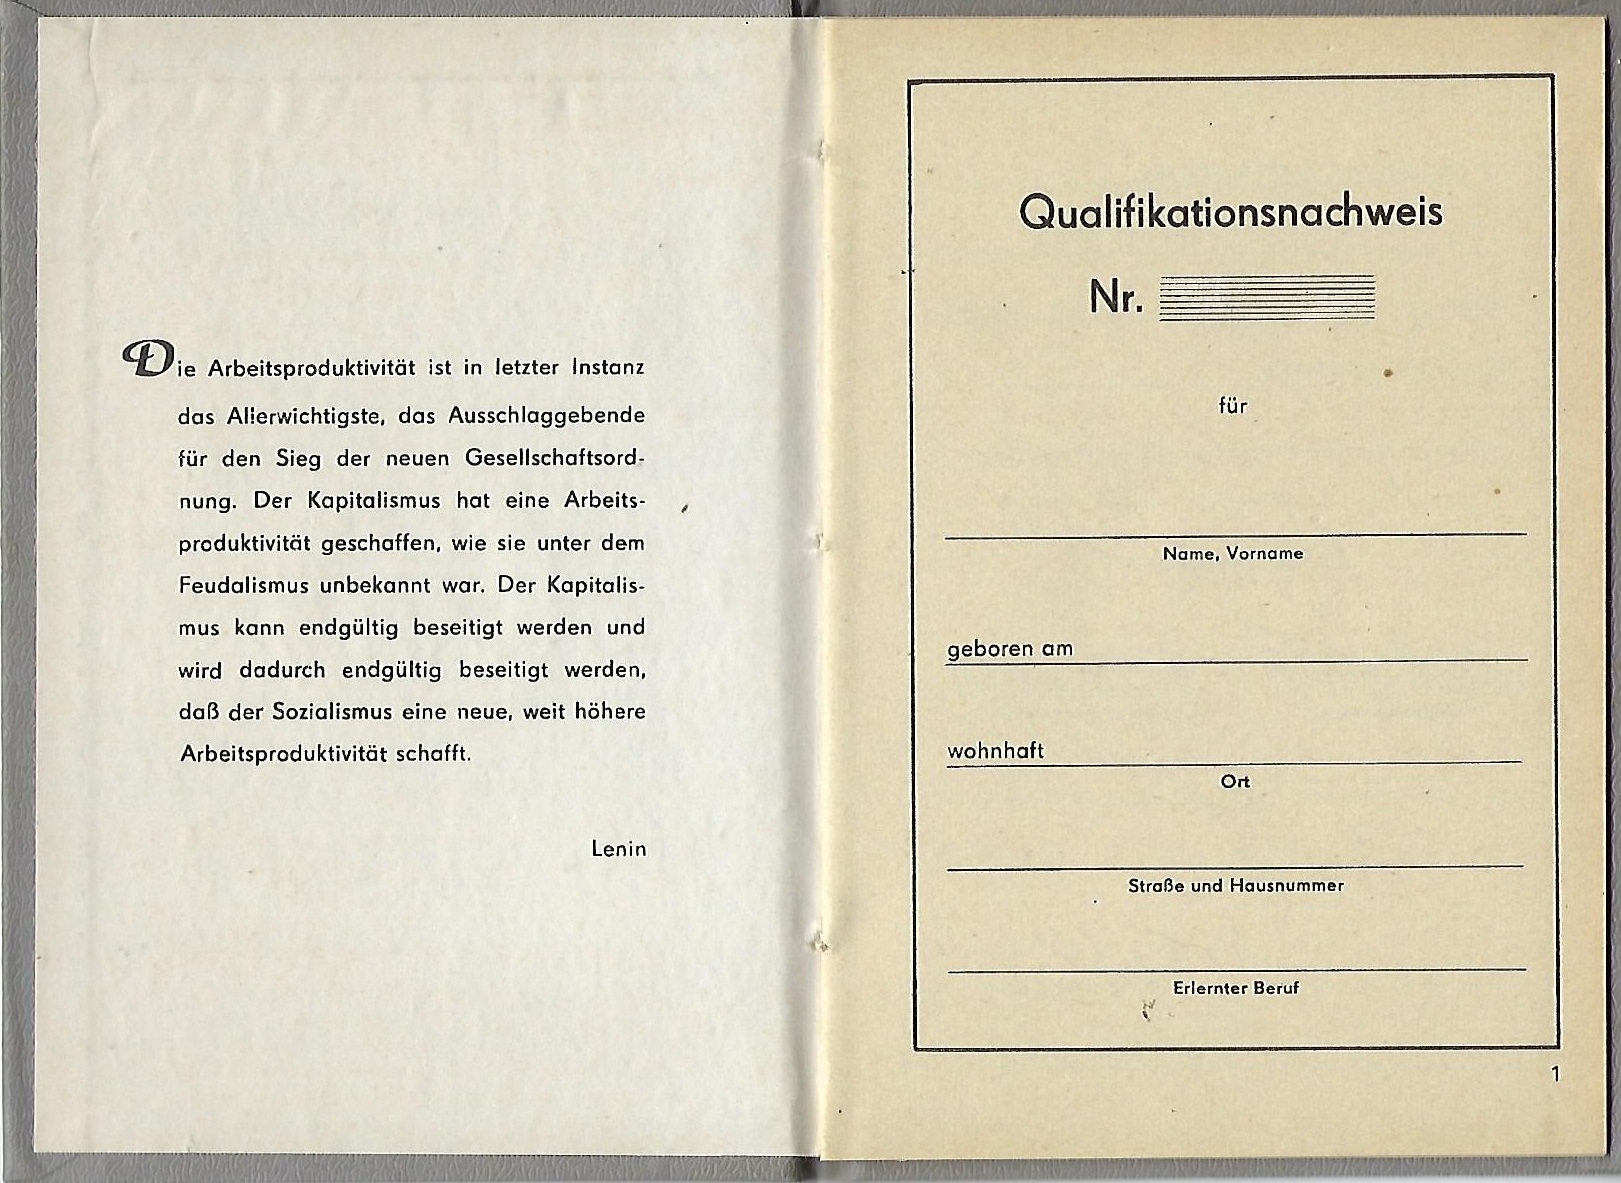 Die Arbeitsproduktivität ist in letzter Instanz
das Allerwichtigste, das Ausschlaggebende
für den Sieg der neuen Gesellschaftsord-
nung. Der Kapitalismus hat eine Arbeits-
produktivität geschaffen, wie sie unter dem
Feudalismus unbekannt war. Der Kapitalis-
mus kann endgültig beseitigt werden und
wird dadurch endgültig beseitigt werden,
daß der Sozialismus eine neue, weit höhere
Arbeitsproduktivität schafft.
Lenin
Qualifikationsnachweis
Nr.
für
Name, Vorname
geboren am
wohnhaft
Ort
Straße und Hausnummer
Erlernter Beruf
1